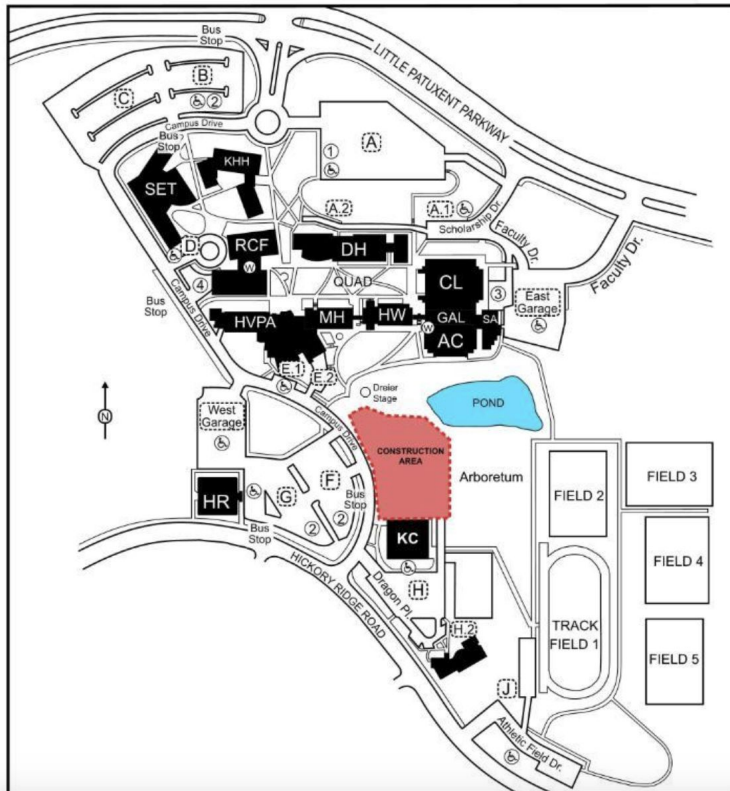 Bus
Stop
LITTLE PATUXENT PARKWAY
B
C
2
Campus Drive
Bus
Stop
A
1
KHH
SET
A.2
A.1
Scholarship Dr.
Faculty Dr.
Faculty Dr.
D
RCF
W
DH
QUAD
CL
4
3
Bus
Stop
Campus Drive
HVPA
MH
HW
GAL
SA
W
AC
East
Garage
E.1
E.2
N
Dreier
Stage
POND
West
Garage
Campus Drive
CONSTRUCTION
AREA
Arboretum
FIELD 2
FIELD 3
F
G
HR
Bus
Stop
2
2
Bus
Stop
KC
FIELD 4
HICKORY RIDGE ROAD
Dragon Pl.
H
H.2
TRACK
FIELD 1
FIELD 5
J
Athletic Field Dr.